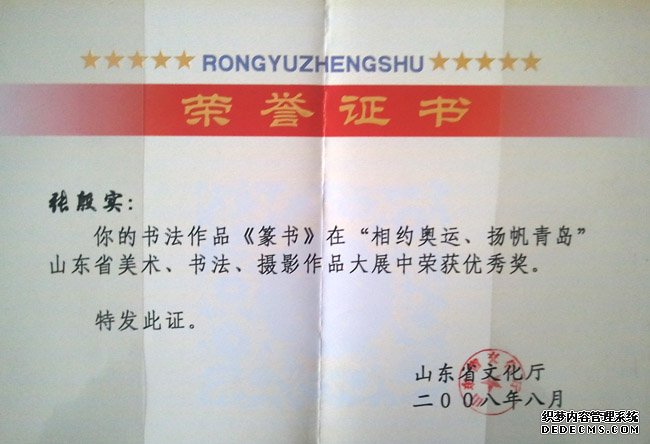 ★★★★★ RONGYUZHENGSHU ★★★★★
荣誉证书
张殷实：
你的书法作品《篆书》在“相约奥运、扬帆青岛”
山东省美术、书法、摄影作品大展中荣获优秀奖。
特发此证。
山东省文化厅
二〇〇八年八月
织梦内容管理系统
DEDECMS.COM